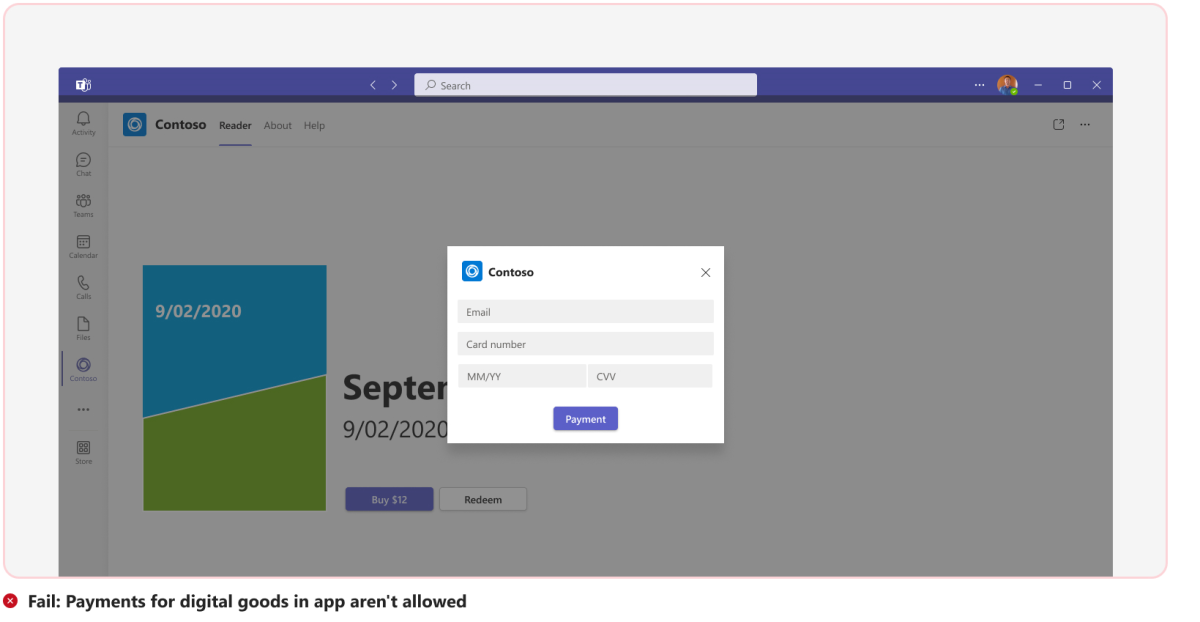 Search
Activity
Chat
Teams
Calendar
Calls
Files
Contoso
Store
Contoso Reader About Help
9/02/2020
9/02/2020
Buy $12 Redeem
Contoso
Email
Card number
MM/YY CVV
Payment
Fail: Payments for digital goods in app aren't allowed